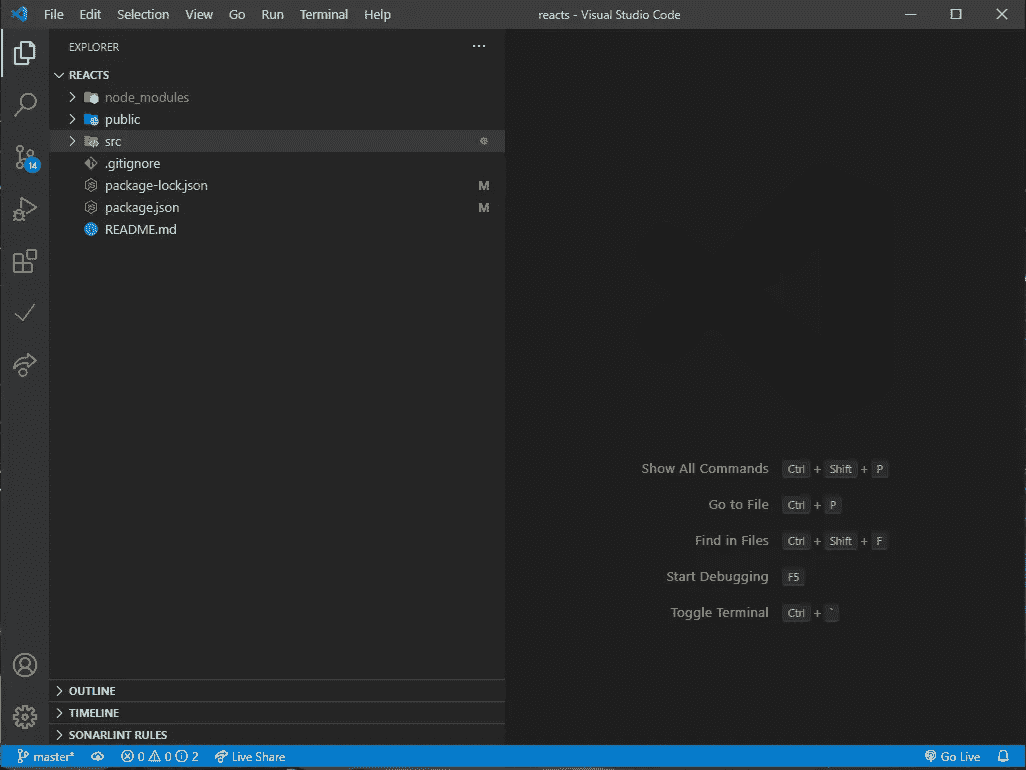 File Edit Selection View Go Run Terminal Help reacts - Visual Studio Code
EXPLORER
REACTS
node_modules
public
src
.gitignore
package-lock.json M
package.json M
README.md
14
Show All Commands Ctrl + Shift + P
Go to File Ctrl + P
Find in Files Ctrl + Shift + F
Start Debugging F5
Toggle Terminal Ctrl + `
OUTLINE
TIMELINE
SONARLINT RULES
master* 0 0 2 Live Share Go Live